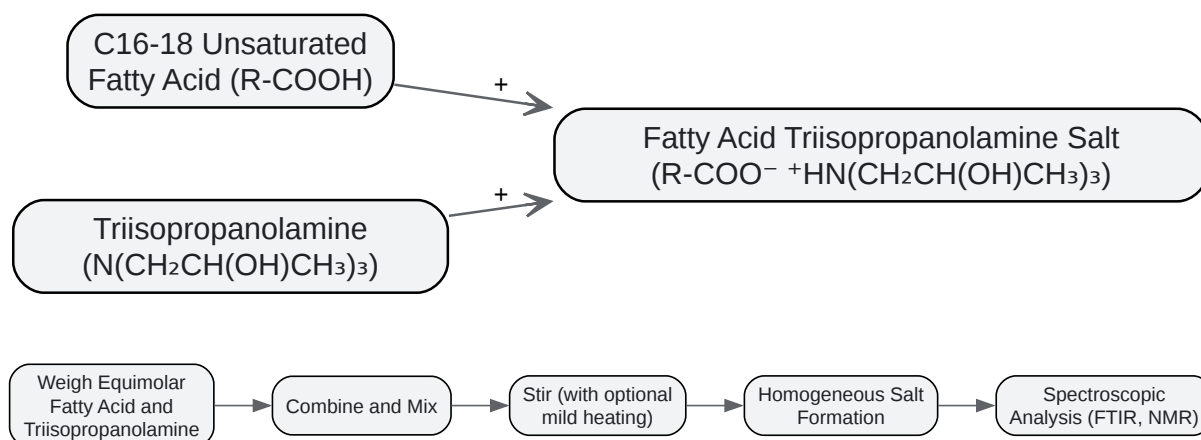 C16-18 Unsaturated
Fatty Acid (R-COOH)
+
Fatty Acid Triisopropanolamine Salt
(R-COO⁻ ⁺HN(CH₂CH(OH)CH₃)₃)
+
Triisopropanolamine
(N(CH₂CH(OH)CH₃)₃)
Weigh Equimolar
Fatty Acid and
Triisopropanolamine
Combine and Mix
Stir (with optional
mild heating)
Homogeneous Salt
Formation
Spectroscopic
Analysis (FTIR, NMR)